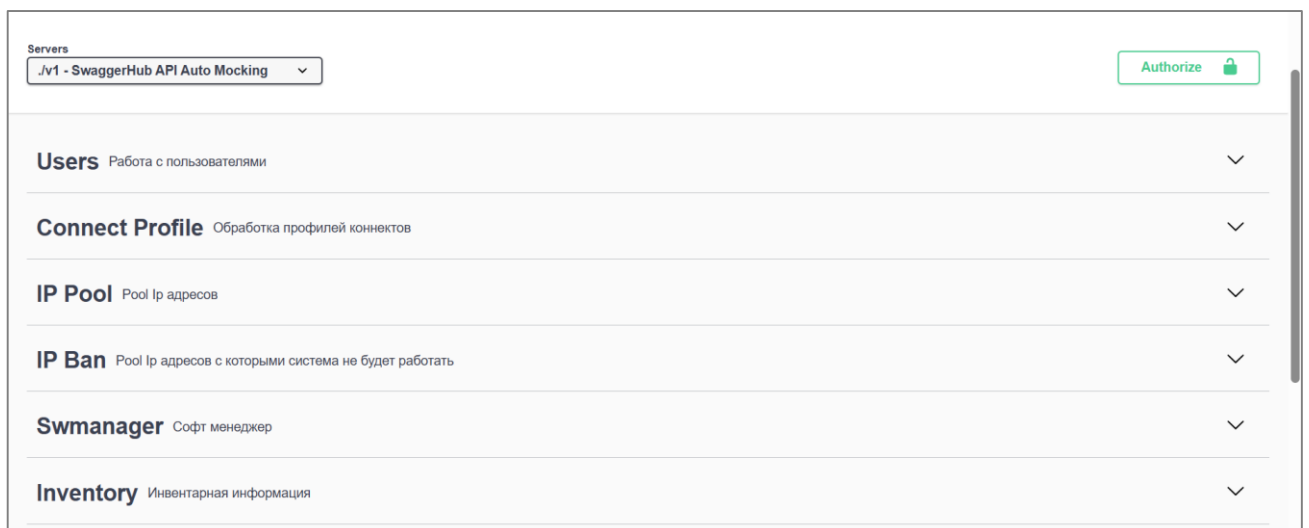 Servers
./v1 - SwaggerHub API Auto Mocking
Authorize
Users Работа с пользователями
Connect Profile Обработка профилей коннектов
IP Pool Pool Ip адресов
IP Ban Pool Ip адресов с которыми система не будет работать
Swmanager Софт менеджер
Inventory Инвентарная информация